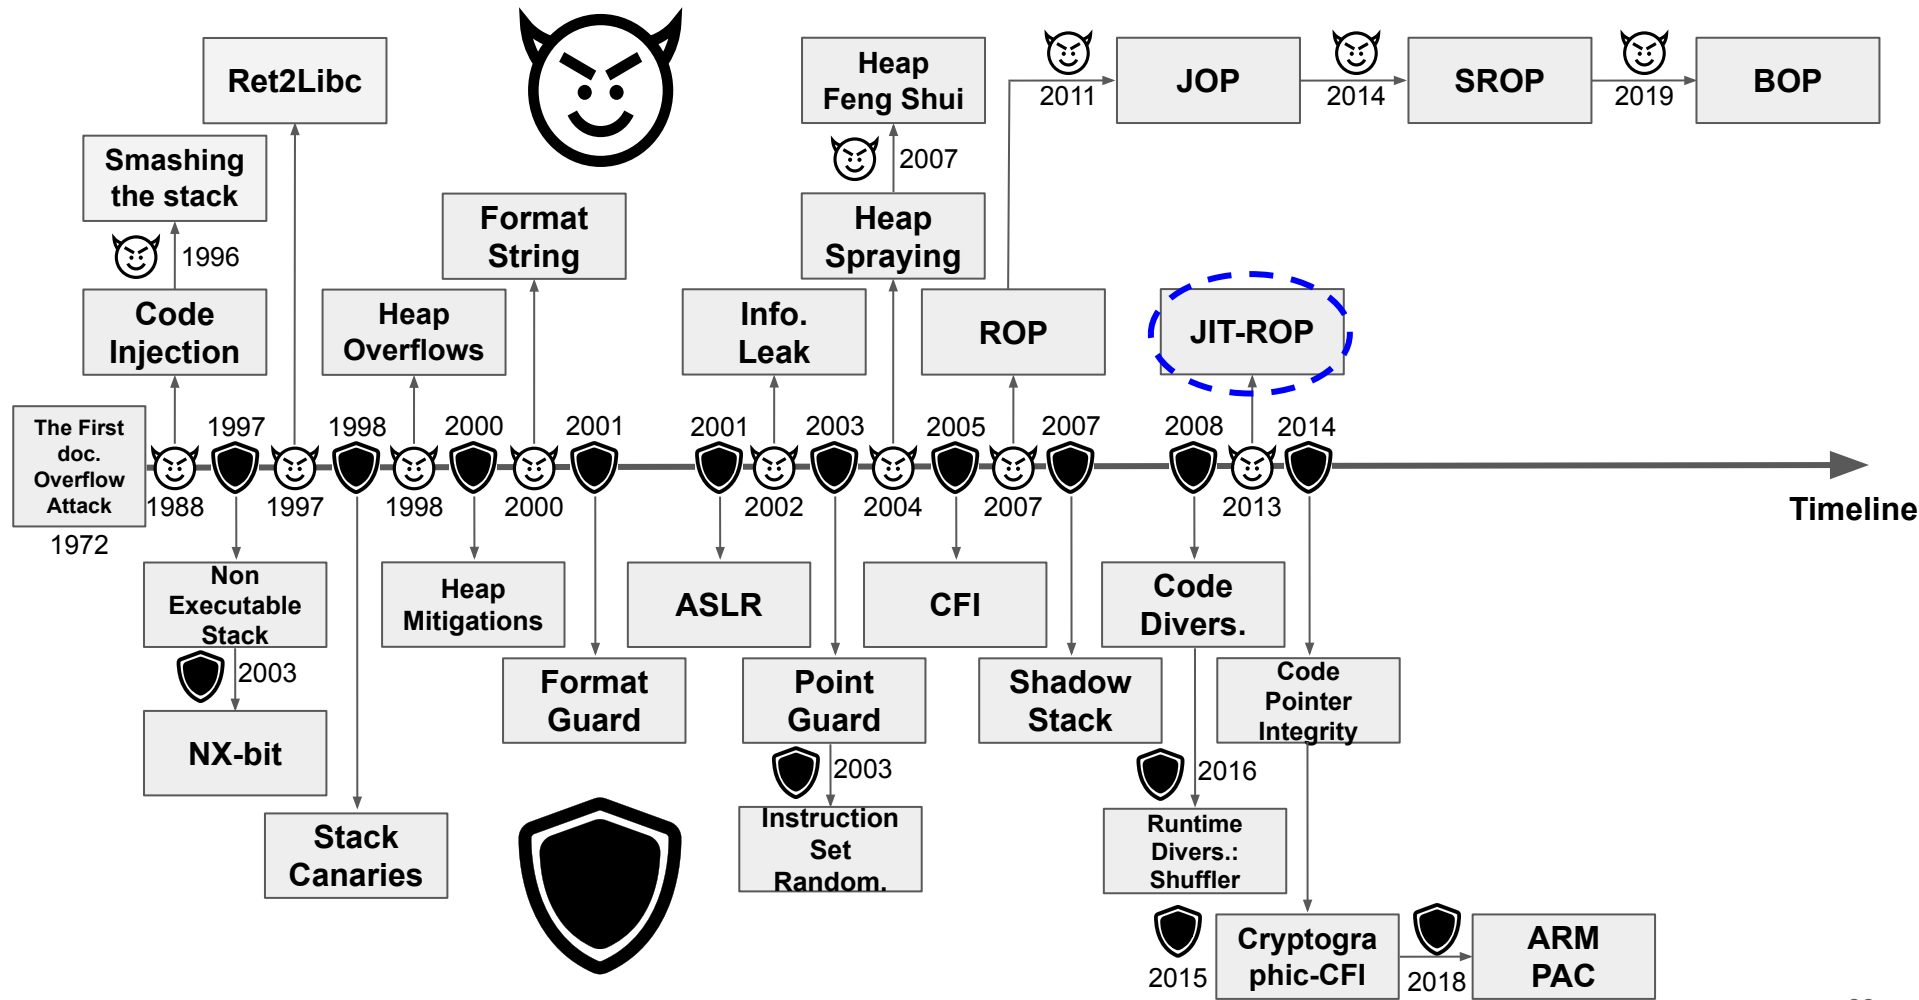 Ret2Libc
Heap
Feng Shui
2011
JOP
2014
SROP
2019
BOP
Smashing
the stack
2007
1996
Format
String
Heap
Spraying
Code
Injection
Heap
Overflows
Info.
Leak
ROP
JIT-ROP
The First
doc.
Overflow
Attack
1972
1997
1998
2000
2001
2001
2003
2005
2007
2008
2014
1988
1997
1998
2000
2002
2004
2007
2013
Timeline
Non
Executable
Stack
Heap
Mitigations
ASLR
CFI
Code
Divers.
2003
NX-bit
Format
Guard
Point
Guard
Shadow
Stack
Code
Pointer
Integrity
2003
2016
Stack
Canaries
Instruction
Set
Random.
Runtime
Divers.:
Shuffler
2015
Cryptogra
phic-CFI
2018
ARM
PAC